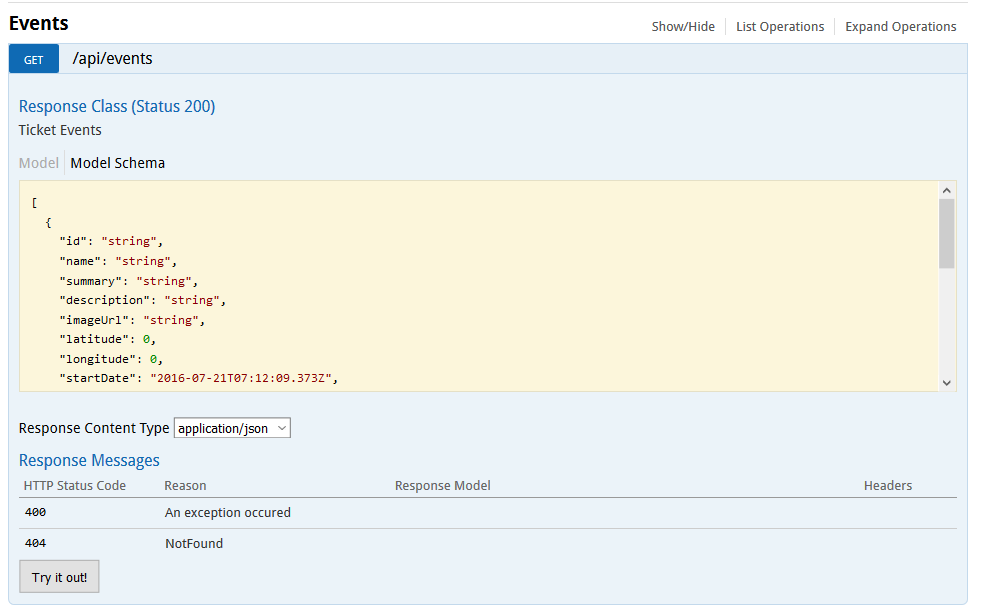 Events
Show/Hide List Operations Expand Operations
GET /api/events
Response Class (Status 200)
Ticket Events
Model Model Schema
[
{
"id": "string",
"name": "string",
"summary": "string",
"description": "string",
"imageUrl": "string",
"latitude": 0,
"longitude": 0,
"startDate": "2016-07-21T07:12:09.373Z",
Response Content Type application/json
Response Messages
HTTP Status Code Reason Response Model Headers
400 An exception occured
404 NotFound
Try it out!